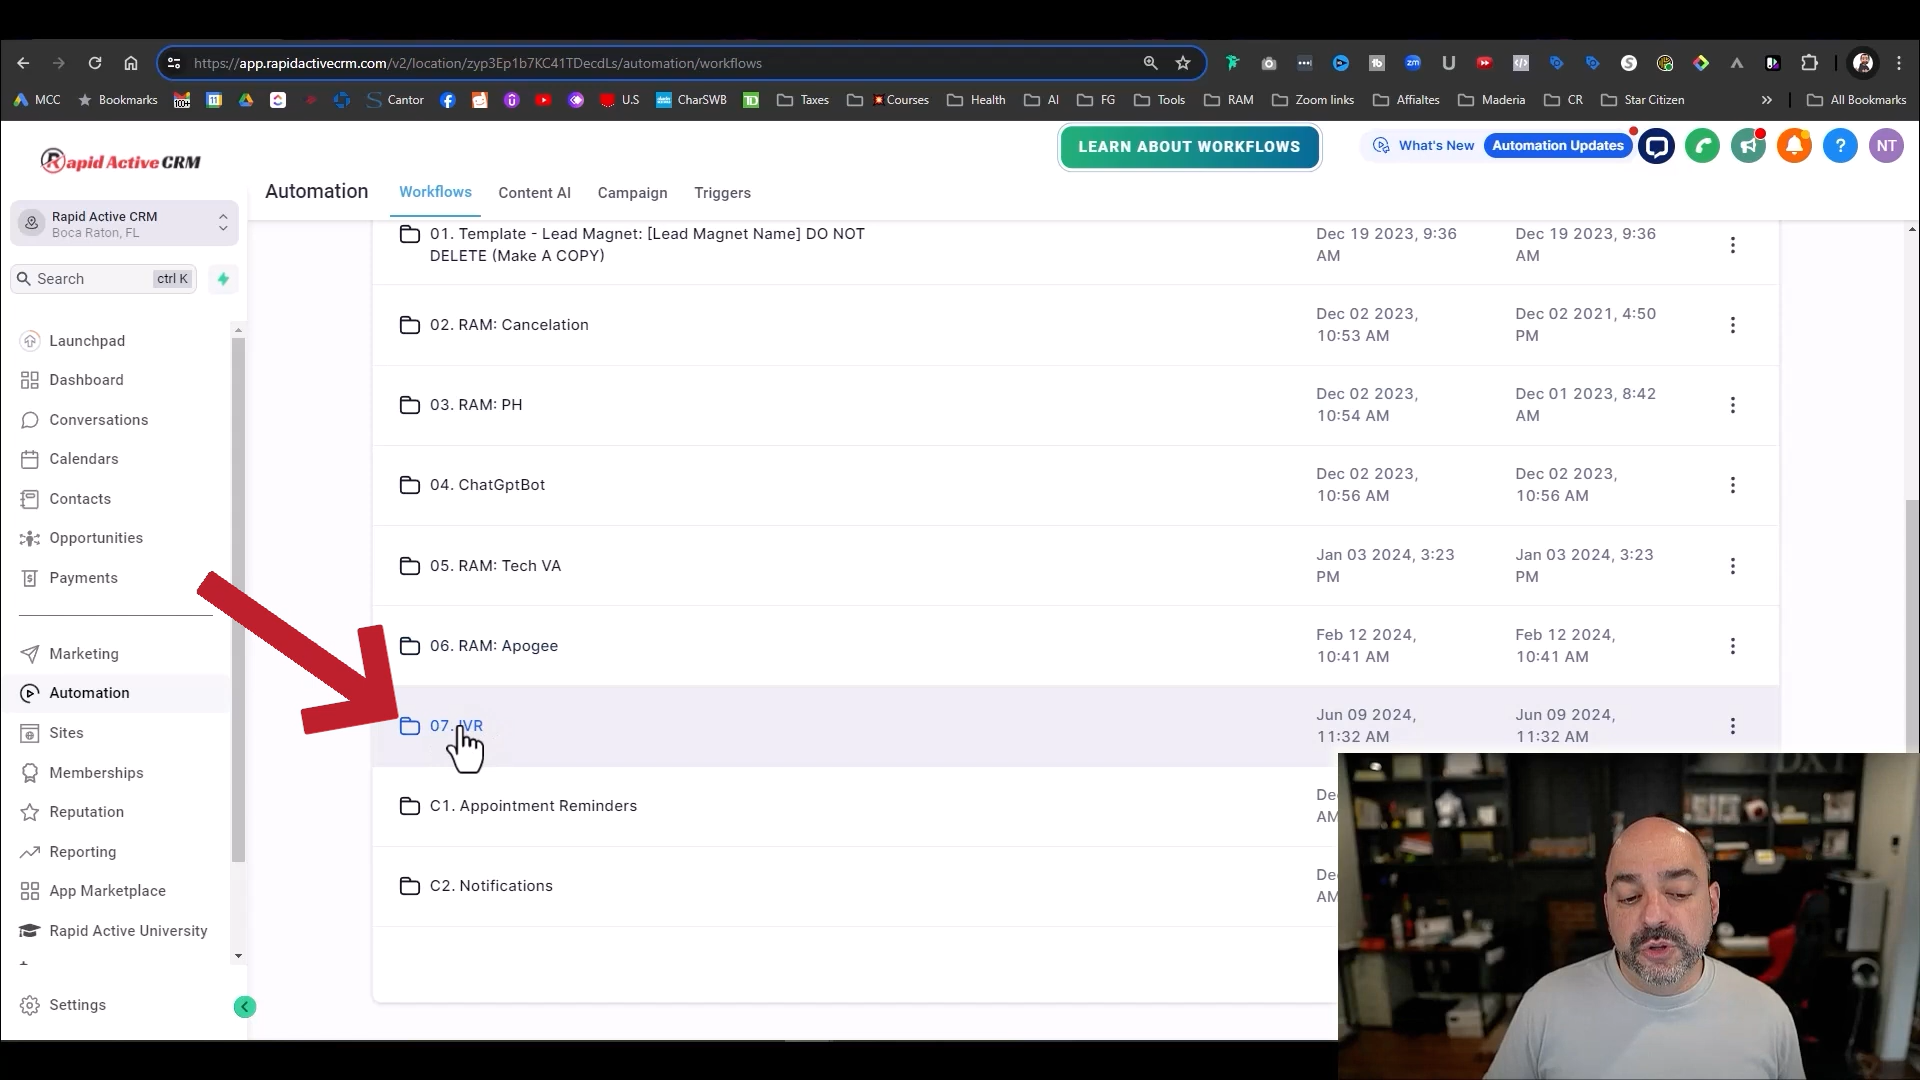 https://app.rapidactivecrm.com/v2/location/zyp3Ep1b7KC41TDecdLs/automation/workflows
MCC Bookmarks Cantor U.S CharSWB Taxes Courses Health AI FG Tools RAM Zoom links Affialtes Maderia CR Star Citizen » All Bookmarks
LEARN ABOUT WORKFLOWS
What's New Automation Updates ? NT
Rapid Active CRM
Automation Workflows Content AI Campaign Triggers
Rapid Active CRM
Boca Raton, FL
Search ctrl K
Launchpad
Dashboard
Conversations
Calendars
Contacts
Opportunities
Payments
Marketing
Automation
Sites
Memberships
Reputation
Reporting
App Marketplace
Rapid Active University
Settings
01. Template - Lead Magnet: [Lead Magnet Name] DO NOT
DELETE (Make A COPY)
Dec 19 2023, 9:36
AM
Dec 19 2023, 9:36
AM
02. RAM: Cancelation
Dec 02 2023,
10:53 AM
Dec 02 2021, 4:50
PM
03. RAM: PH
Dec 02 2023,
10:54 AM
Dec 01 2023, 8:42
AM
04. ChatGptBot
Dec 02 2023,
10:56 AM
Dec 02 2023,
10:56 AM
05. RAM: Tech VA
Jan 03 2024, 3:23
PM
Jan 03 2024, 3:23
PM
06. RAM: Apogee
Feb 12 2024,
10:41 AM
Feb 12 2024,
10:41 AM
07. IVR
Jun 09 2024,
11:32 AM
Jun 09 2024,
11:32 AM
C1. Appointment Reminders
C2. Notifications